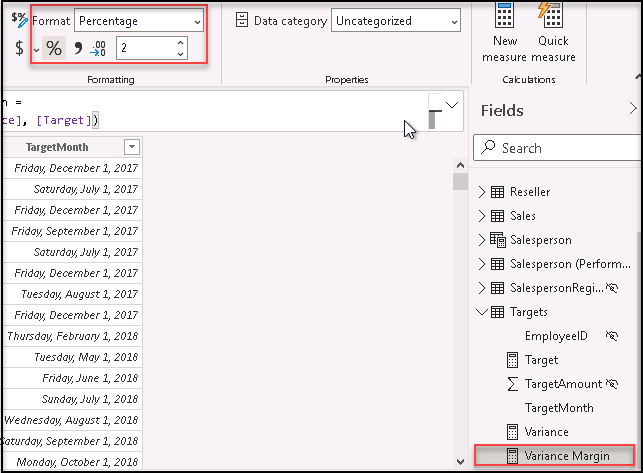 Format Percentage
Data category Uncategorized
$ % 9 .00 2
New measure
Quick measure
Formatting
Properties
Calculations
n =
ce], [Target])
Fields
Search
TargetMonth
Friday, December 1, 2017
Saturday, July 1, 2017
Friday, December 1, 2017
Friday, September 1, 2017
Saturday, July 1, 2017
Friday, December 1, 2017
Tuesday, August 1, 2017
Friday, December 1, 2017
Thursday, February 1, 2018
Tuesday, May 1, 2018
Friday, June 1, 2018
Sunday, July 1, 2018
Wednesday, August 1, 2018
Saturday, September 1, 2018
Monday, October 1, 2018
Reseller
Sales
Salesperson
Salesperson (Perform...
SalespersonRegi...
Targets
EmployeeID
Target
TargetAmount
TargetMonth
Variance
Variance Margin